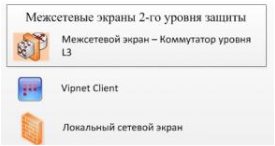 Межсетевые экраны 2-го уровня защиты
Межсетевой экран – Коммутатор уровня
L3
Vipnet Client
Локальный сетевой экран